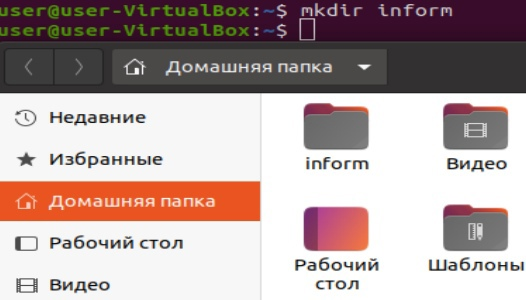 user@user-VirtualBox:~$ mkdir inform
user@user-VirtualBox:~$
Домашняя папка
Недавние
Избранные
Домашняя папка
Рабочий стол
Видео
inform
Видео
Рабочий
стол
Шаблоны